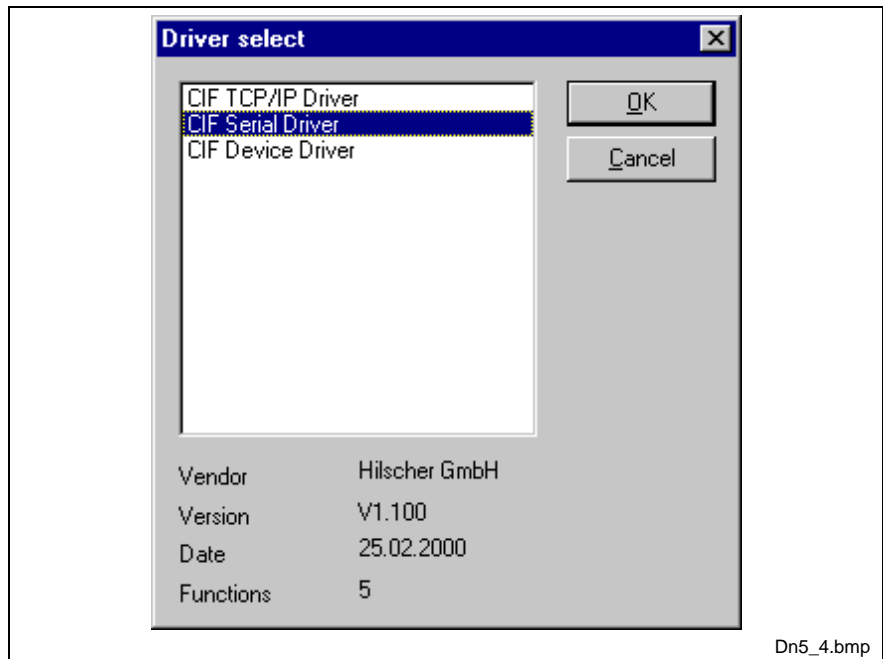 Driver select
CIF TCP/IP Driver
CIF Serial Driver
CIF Device Driver
OK
Cancel
Vendor Hilscher GmbH
Version V1.100
Date 25.02.2000
Functions 5
Dn5_4.bmp